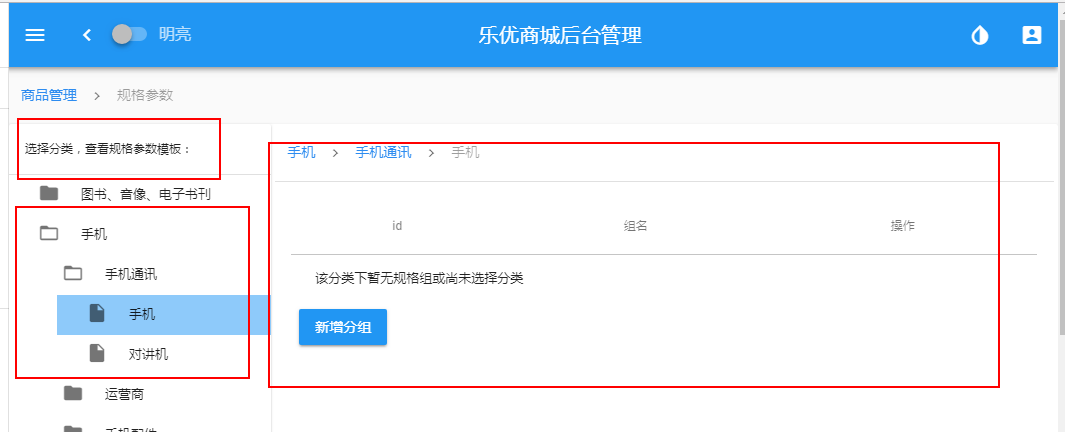 明亮
乐优商城后台管理
商品管理 > 规格参数
选择分类，查看规格参数模板：
图书、音像、电子书刊
手机
手机通讯
手机
对讲机
运营商
手机配件
手机 > 手机通讯 > 手机
id 组名 操作
该分类下暂无规格组或尚未选择分类
新增分组